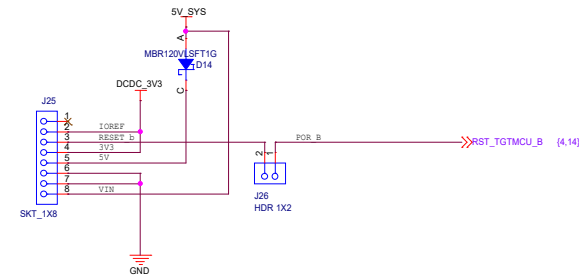 5V_SYS
A
MBR120VLSFT1G
D14
C
DCDC_3V3
J25
1
2 IOREF
3 RESET_b
4 3V3
5 5V
6
7
8 VIN
SKT_1X8
POR_B
RST_TGTMCU_B {4,14}
2 1
J26
HDR 1X2
GND